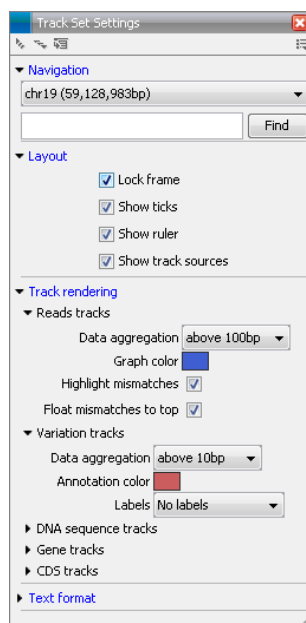 Track Set Settings
Navigation
chr19 (59,128,983bp)
Find
Layout
Lock frame
Show ticks
Show ruler
Show track sources
Track rendering
Reads tracks
Data aggregation above 100bp
Graph color
Highlight mismatches
Float mismatches to top
Variation tracks
Data aggregation above 10bp
Annotation color
Labels No labels
DNA sequence tracks
Gene tracks
CDS tracks
Text format